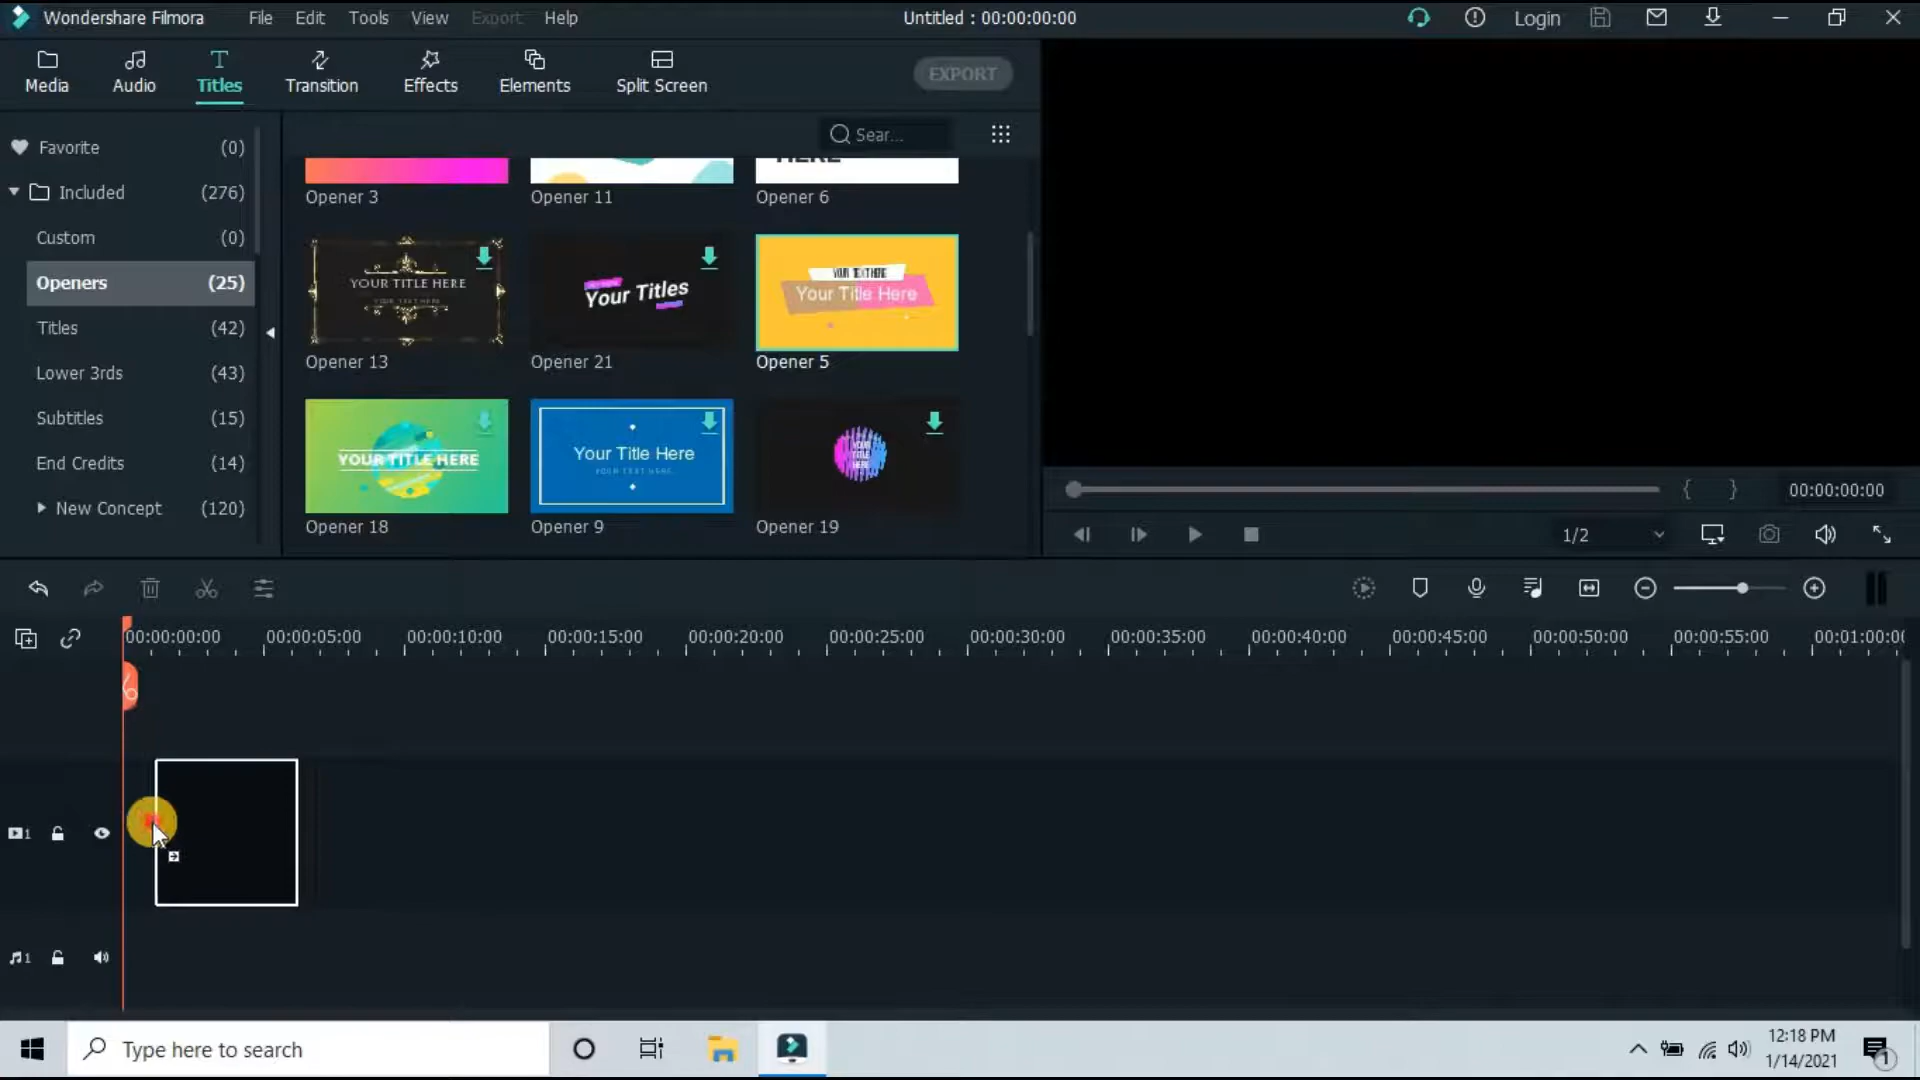 Wondershare Filmora
File
Edit
Tools
View
Export
Help
Untitled : 00:00:00:00
Login
Media
Audio
Titles
Transition
Effects
Elements
Split Screen
EXPORT
Favorite (0)
Included (276)
Custom (0)
Openers (25)
Titles (42)
Lower 3rds (43)
Subtitles (15)
End Credits (14)
New Concept (120)
Sear...
HERE
Opener 3
Opener 11
Opener 6
YOUR TITLE HERE
YOUR TEXT HERE
Your Titles
YOUR TEXT HERE
Your Title Here
Opener 13
Opener 21
Opener 5
YOUR TITLE HERE
Your Title Here
YOUR TEXT HERE
YOUR
TITLE
HERE
Opener 18
Opener 9
Opener 19
{ }
00:00:00:00
1/2
00:00:00:00
00:00:05:00
00:00:10:00
00:00:15:00
00:00:20:00
00:00:25:00
00:00:30:00
00:00:35:00
00:00:40:00
00:00:45:00
00:00:50:00
00:00:55:00
00:01:00:0
1
1
Type here to search
12:18 PM
1/14/2021
1